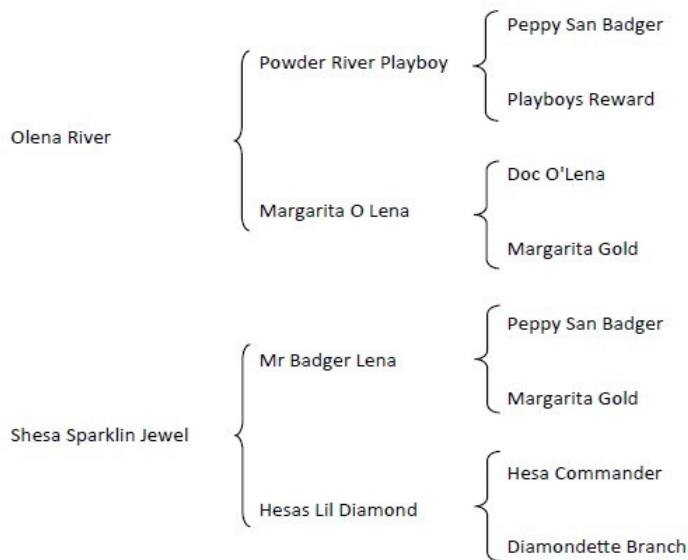 Peppy San Badger
Powder River Playboy
Playboys Reward
Olena River
Doc O'Lena
Margarita O Lena
Margarita Gold
Peppy San Badger
Mr Badger Lena
Margarita Gold
Shesa Sparklin Jewel
Hesa Commander
Hesas Lil Diamond
Diamondette Branch